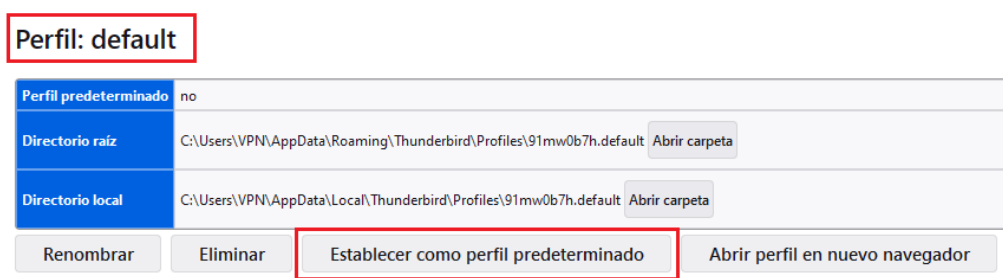 Perfil: default
Perfil predeterminado no
Directorio raíz C:\Users\VPN\AppData\Roaming\Thunderbird\Profiles\91mw0b7h.default Abrir carpeta
Directorio local C:\Users\VPN\AppData\Local\Thunderbird\Profiles\91mw0b7h.default Abrir carpeta
Renombrar Eliminar Establecer como perfil predeterminado Abrir perfil en nuevo navegador